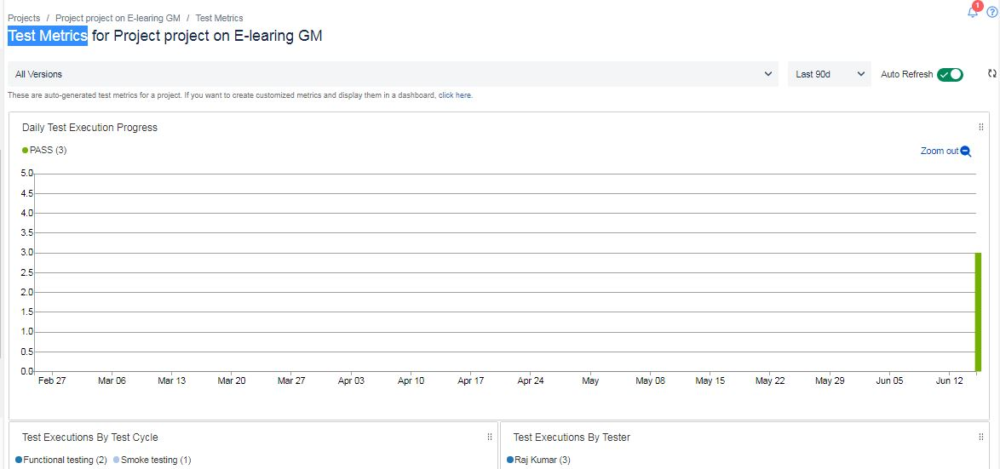 Projects / Project project on E-learing GM / Test Metrics
1
Test Metrics for Project project on E-learing GM
All Versions
Last 90d
Auto Refresh
These are auto-generated test metrics for a project. If you want to create customized metrics and display them in a dashboard, click here.
Daily Test Execution Progress
PASS (3)
Zoom out
5.0
4.5
4.0
3.5
3.0
2.5
2.0
1.5
1.0
0.5
0.0
Feb 27 Mar 06 Mar 13 Mar 20 Mar 27 Apr 03 Apr 10 Apr 17 Apr 24 May May 08 May 15 May 22 May 29 Jun 05 Jun 12
Test Executions By Test Cycle
Functional testing (2) Smoke testing (1)
Test Executions By Tester
Raj Kumar (3)